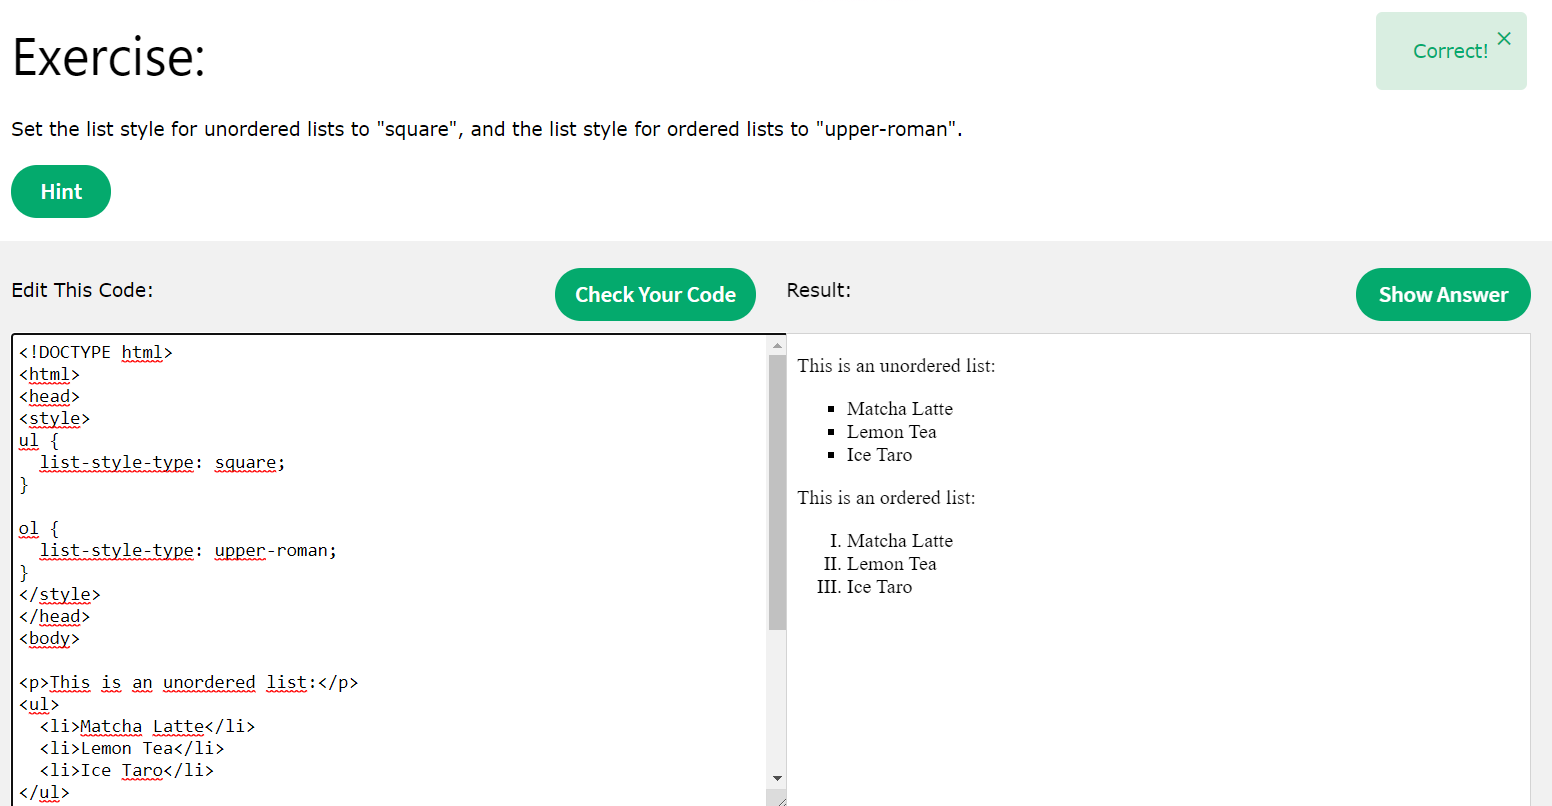 Exercise:
Correct! ×
Set the list style for unordered lists to "square", and the list style for ordered lists to "upper-roman".
Hint
Edit This Code:
Check Your Code
<!DOCTYPE html>
<html>
<head>
<style>
ul {
  list-style-type: square;
}

ol {
  list-style-type: upper-roman;
}
</style>
</head>
<body>

<p>This is an unordered list:</p>
<ul>
  <li>Matcha Latte</li>
  <li>Lemon Tea</li>
  <li>Ice Taro</li>
</ul>
Result:
Show Answer
This is an unordered list:
▪ Matcha Latte
▪ Lemon Tea
▪ Ice Taro
This is an ordered list:
I. Matcha Latte
II. Lemon Tea
III. Ice Taro